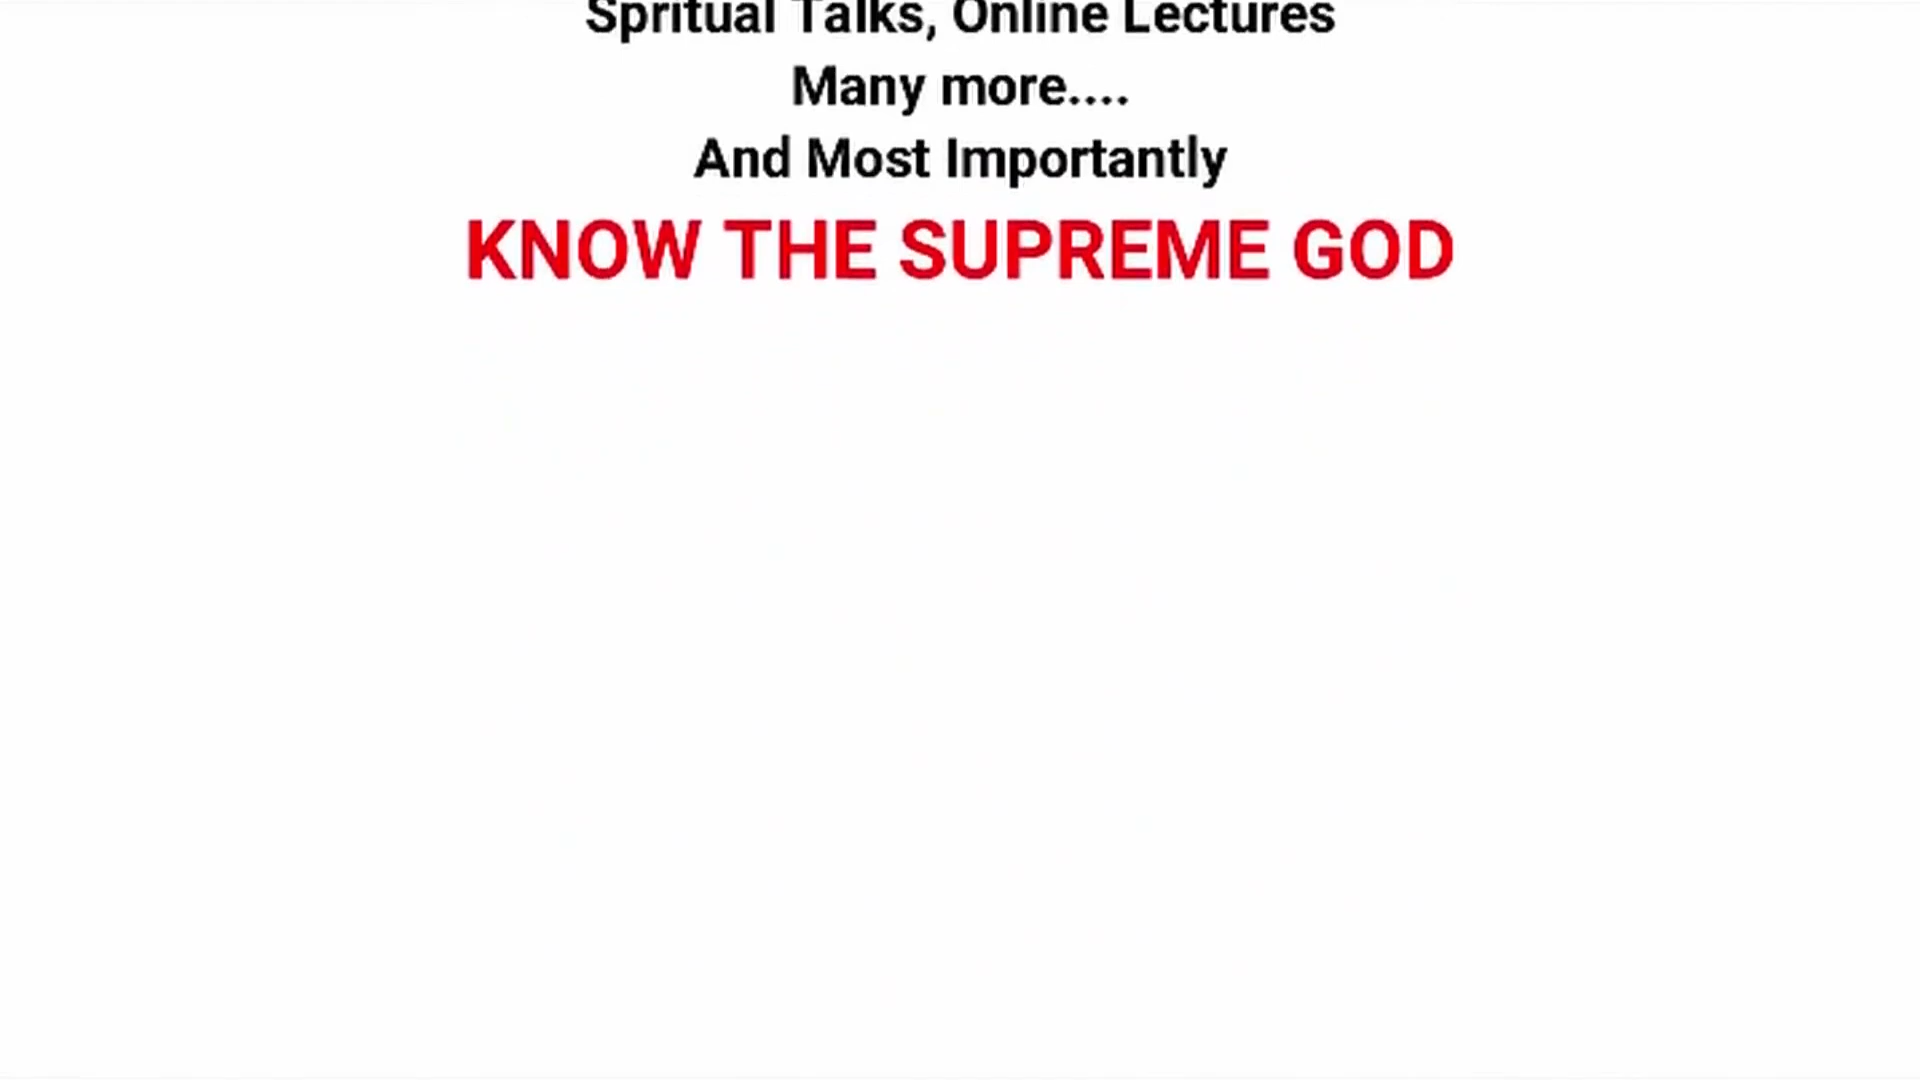 Spritual Talks, Online Lectures
Many more....
And Most Importantly
KNOW THE SUPREME GOD